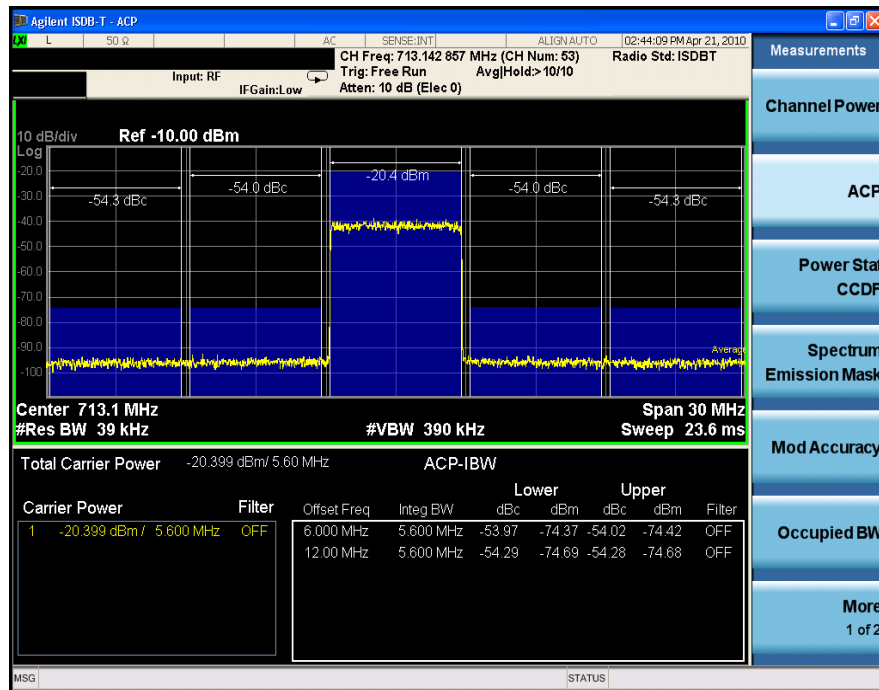 Agilent ISDB-T - ACP
LXI L 50 Ω AC SENSE:INT ALIGN AUTO 02:44:09 PM Apr 21, 2010
CH Freq: 713.142 857 MHz (CH Num: 53) Radio Std: ISDBT
Input: RF Trig: Free Run Avg|Hold:>10/10
IFGain:Low Atten: 10 dB (Elec 0)
10 dB/div Ref -10.00 dBm
Log
-20.0
-30.0
-40.0
-50.0
-60.0
-70.0
-80.0
-90.0
-100
-54.3 dBc -54.0 dBc -20.4 dBm -54.0 dBc -54.3 dBc
Average
Center 713.1 MHz Span 30 MHz
#Res BW 39 kHz #VBW 390 kHz Sweep 23.6 ms
Total Carrier Power -20.399 dBm/ 5.60 MHz ACP-IBW
Lower Upper
Carrier Power Filter Offset Freq Integ BW dBc dBm dBc dBm Filter
1 -20.399 dBm / 5.600 MHz OFF 6.000 MHz 5.600 MHz -53.97 -74.37 -54.02 -74.42 OFF
12.00 MHz 5.600 MHz -54.29 -74.69 -54.28 -74.68 OFF
MSG STATUS
Measurements
Channel Power
ACP
Power Stat
CCDF
Spectrum
Emission Mask
Mod Accuracy
Occupied BW
More
1 of 2